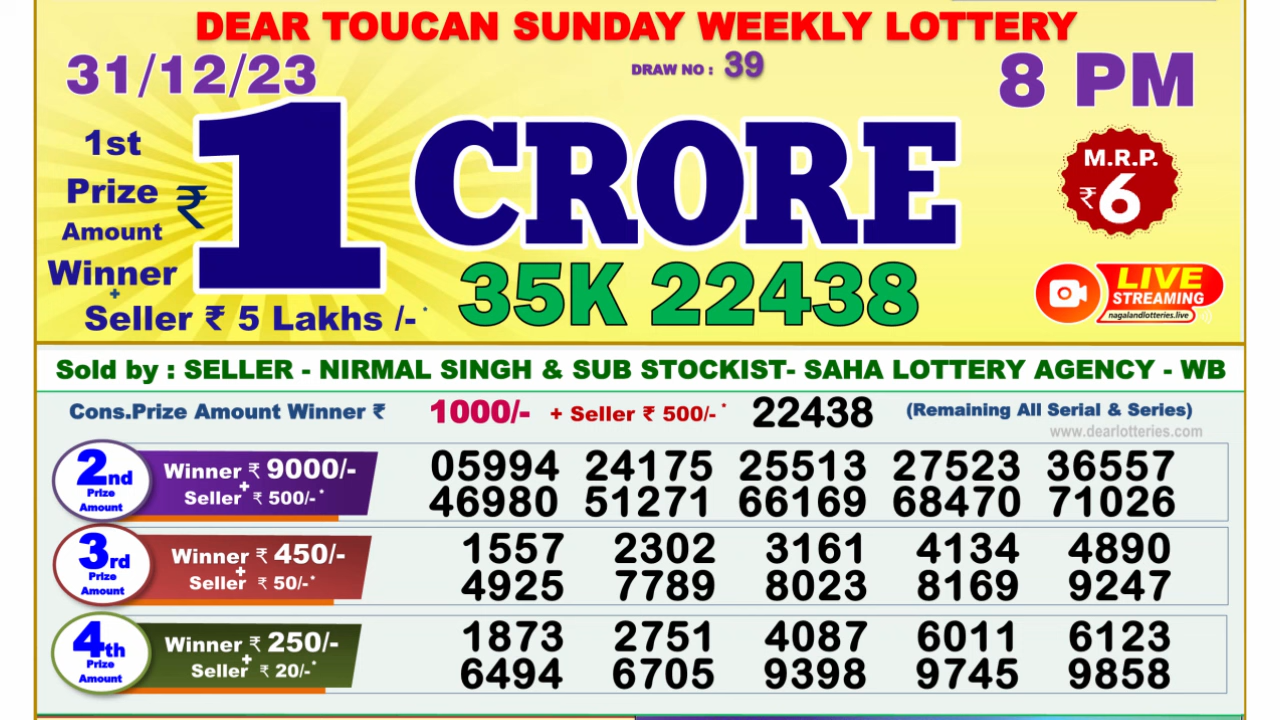 DEAR TOUCAN SUNDAY WEEKLY LOTTERY
31/12/23
DRAW NO : 39
8 PM
1st
Prize
Amount
Winner
+
Seller ₹ 5 Lakhs /-*
₹ 1 CRORE
35K 22438
M.R.P.
₹ 6
LIVE
STREAMING
nagalandlotteries.live
Sold by : SELLER - NIRMAL SINGH & SUB STOCKIST- SAHA LOTTERY AGENCY - WB
Cons.Prize Amount Winner ₹ 1000/- + Seller ₹ 500/-* 22438 (Remaining All Serial & Series)
www.dearlotteries.com
2nd
Prize
Amount
Winner ₹ 9000/-
+
Seller ₹ 500/-*
05994 24175 25513 27523 36557
46980 51271 66169 68470 71026
3rd
Prize
Amount
Winner ₹ 450/-
+
Seller ₹ 50/-*
1557 2302 3161 4134 4890
4925 7789 8023 8169 9247
4th
Prize
Amount
Winner ₹ 250/-
+
Seller ₹ 20/-*
1873 2751 4087 6011 6123
6494 6705 9398 9745 9858